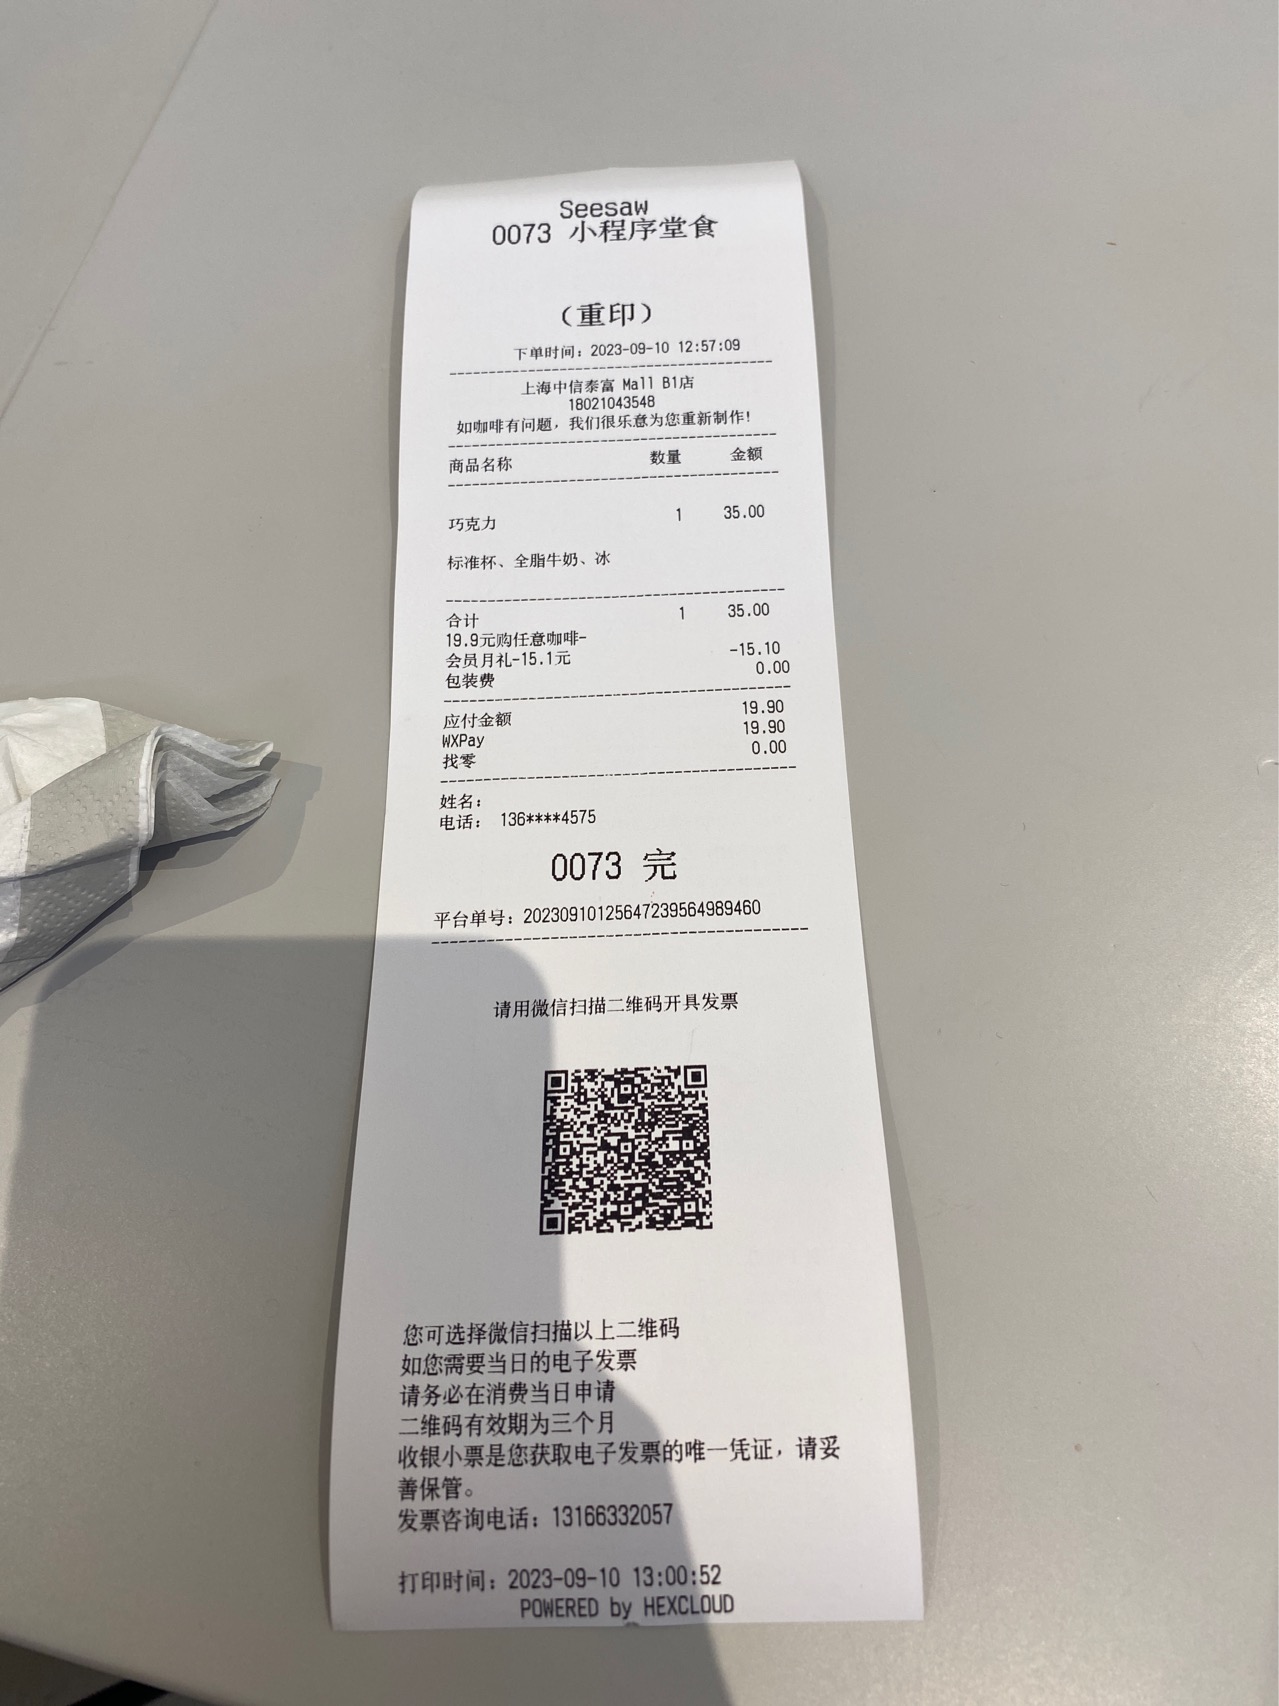 Seesaw
0073 小程序堂食
（重印）
下单时间：2023-09-10 12:57:09
上海中信泰富 Mall B1店
18021043548
如咖啡有问题，我们很乐意为您重新制作！
商品名称 数量 金额
巧克力 1 35.00
标准杯、全脂牛奶、冰
合计 1 35.00
19.9元购任意咖啡-
会员月礼-15.1元 -15.10
包装费 0.00
应付金额 19.90
WXPay 19.90
找零 0.00
姓名：
电话： 136****4575
0073 完
平台单号：20230910125647239564989460
请用微信扫描二维码开具发票
您可选择微信扫描以上二维码
如您需要当日的电子发票
请务必在消费当日申请
二维码有效期为三个月
收银小票是您获取电子发票的唯一凭证，请妥
善保管。
发票咨询电话：13166332057
打印时间：2023-09-10 13:00:52
POWERED by HEXCLOUD